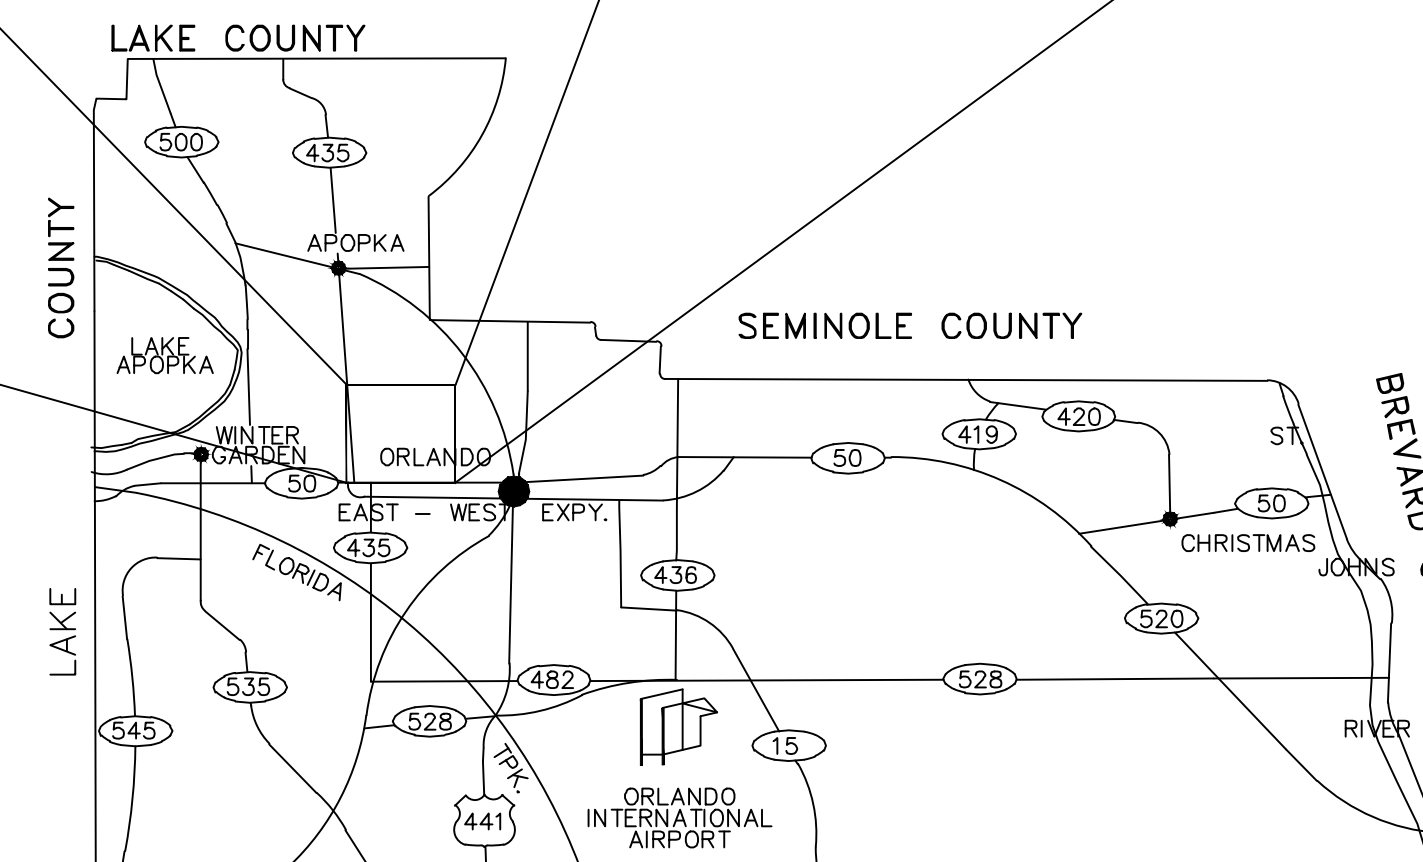 LAKE COUNTY
500
435
COUNTY
APOPKA
SEMINOLE COUNTY
LAKE
APOPKA
BREVARD
420
419
ST.
WINTER
GARDEN
ORLANDO
50
50
50
EAST – WEST EXPY.
CHRISTMAS
435
FLORIDA
436
JOHNS
LAKE
520
482
528
535
528
545
15
RIVER
TPK.
441
ORLANDO
INTERNATIONAL
AIRPORT